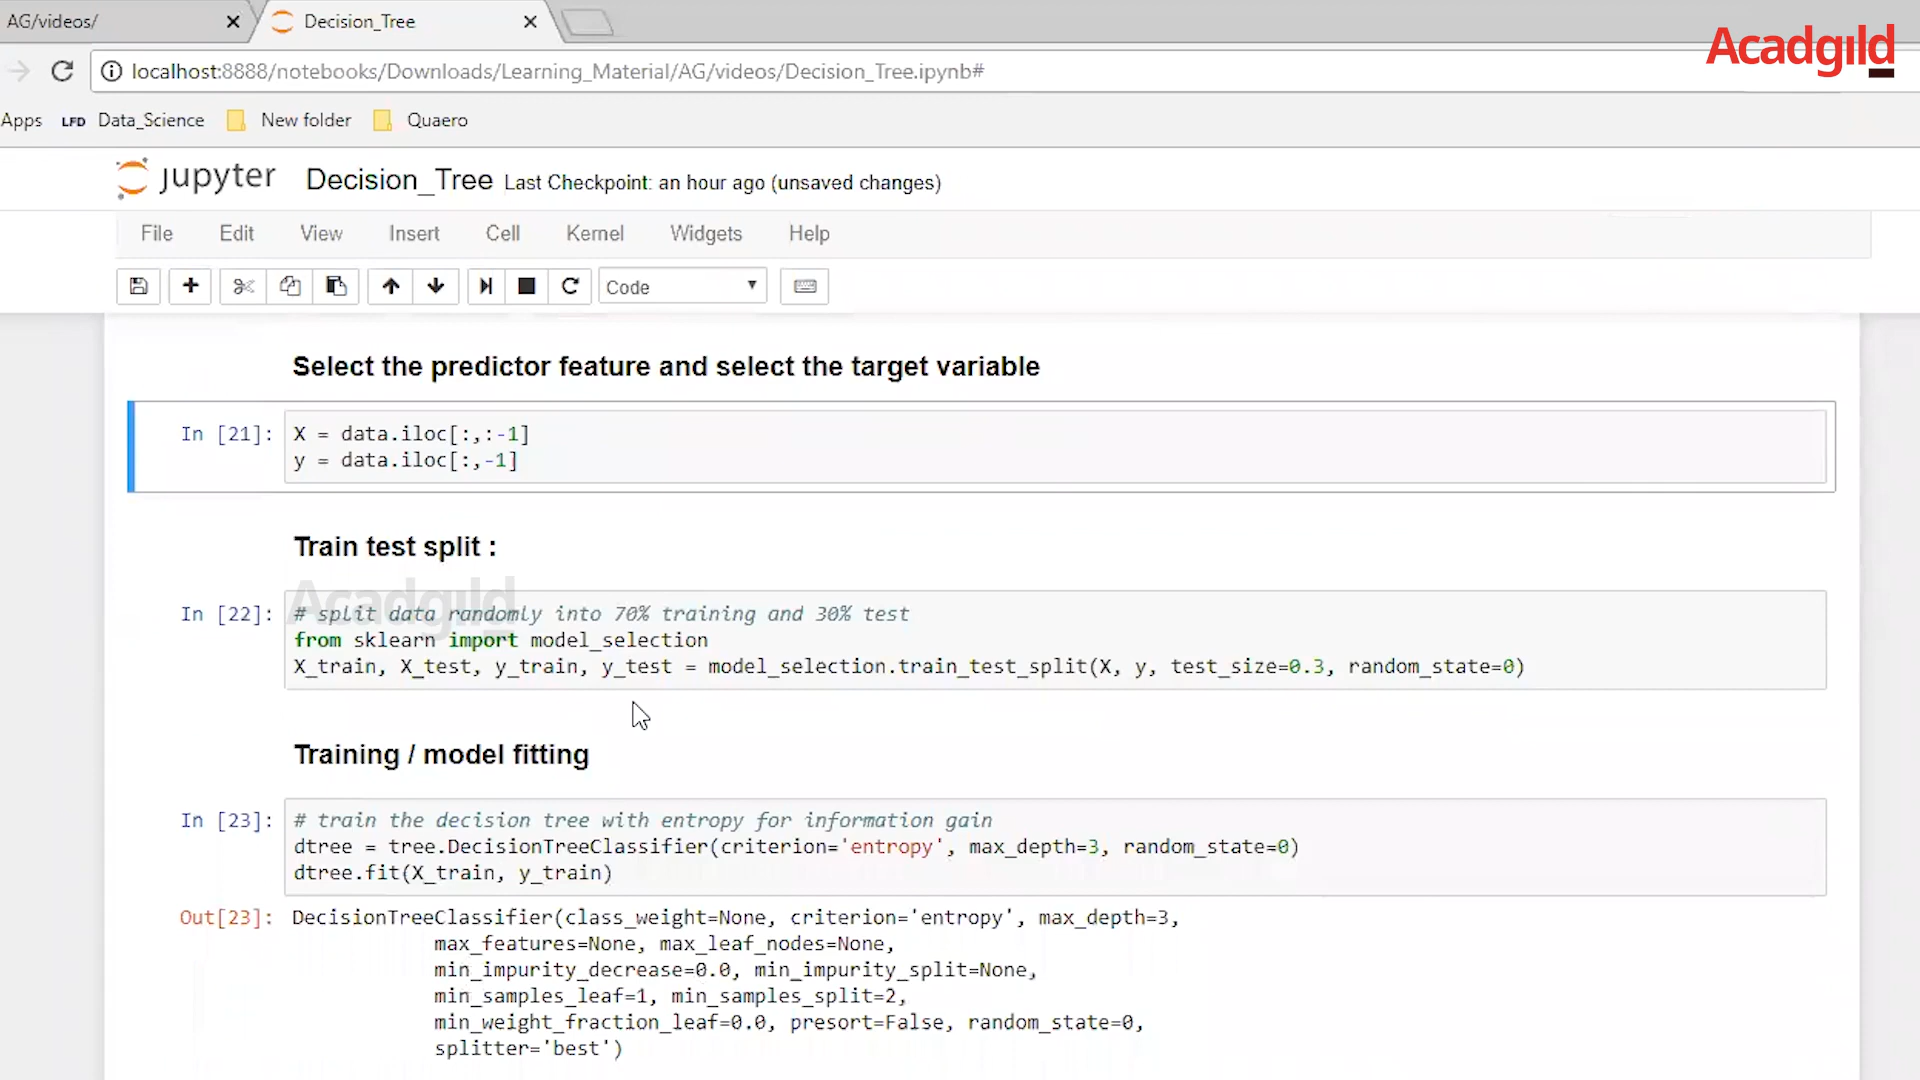 AG/videos/
Decision_Tree
Acadgıld
localhost:8888/notebooks/Downloads/Learning_Material/AG/videos/Decision_Tree.ipynb#
Apps LFD Data_Science New folder Quaero
jupyter Decision_Tree Last Checkpoint: an hour ago (unsaved changes)
File Edit View Insert Cell Kernel Widgets Help
Code
Select the predictor feature and select the target variable
In [21]: X = data.iloc[:,:-1]
y = data.iloc[:,-1]
Train test split :
Acadgıld
In [22]: # split data randomly into 70% training and 30% test
from sklearn import model_selection
X_train, X_test, y_train, y_test = model_selection.train_test_split(X, y, test_size=0.3, random_state=0)
Training / model fitting
In [23]: # train the decision tree with entropy for information gain
dtree = tree.DecisionTreeClassifier(criterion='entropy', max_depth=3, random_state=0)
dtree.fit(X_train, y_train)
Out[23]: DecisionTreeClassifier(class_weight=None, criterion='entropy', max_depth=3,
max_features=None, max_leaf_nodes=None,
min_impurity_decrease=0.0, min_impurity_split=None,
min_samples_leaf=1, min_samples_split=2,
min_weight_fraction_leaf=0.0, presort=False, random_state=0,
splitter='best')